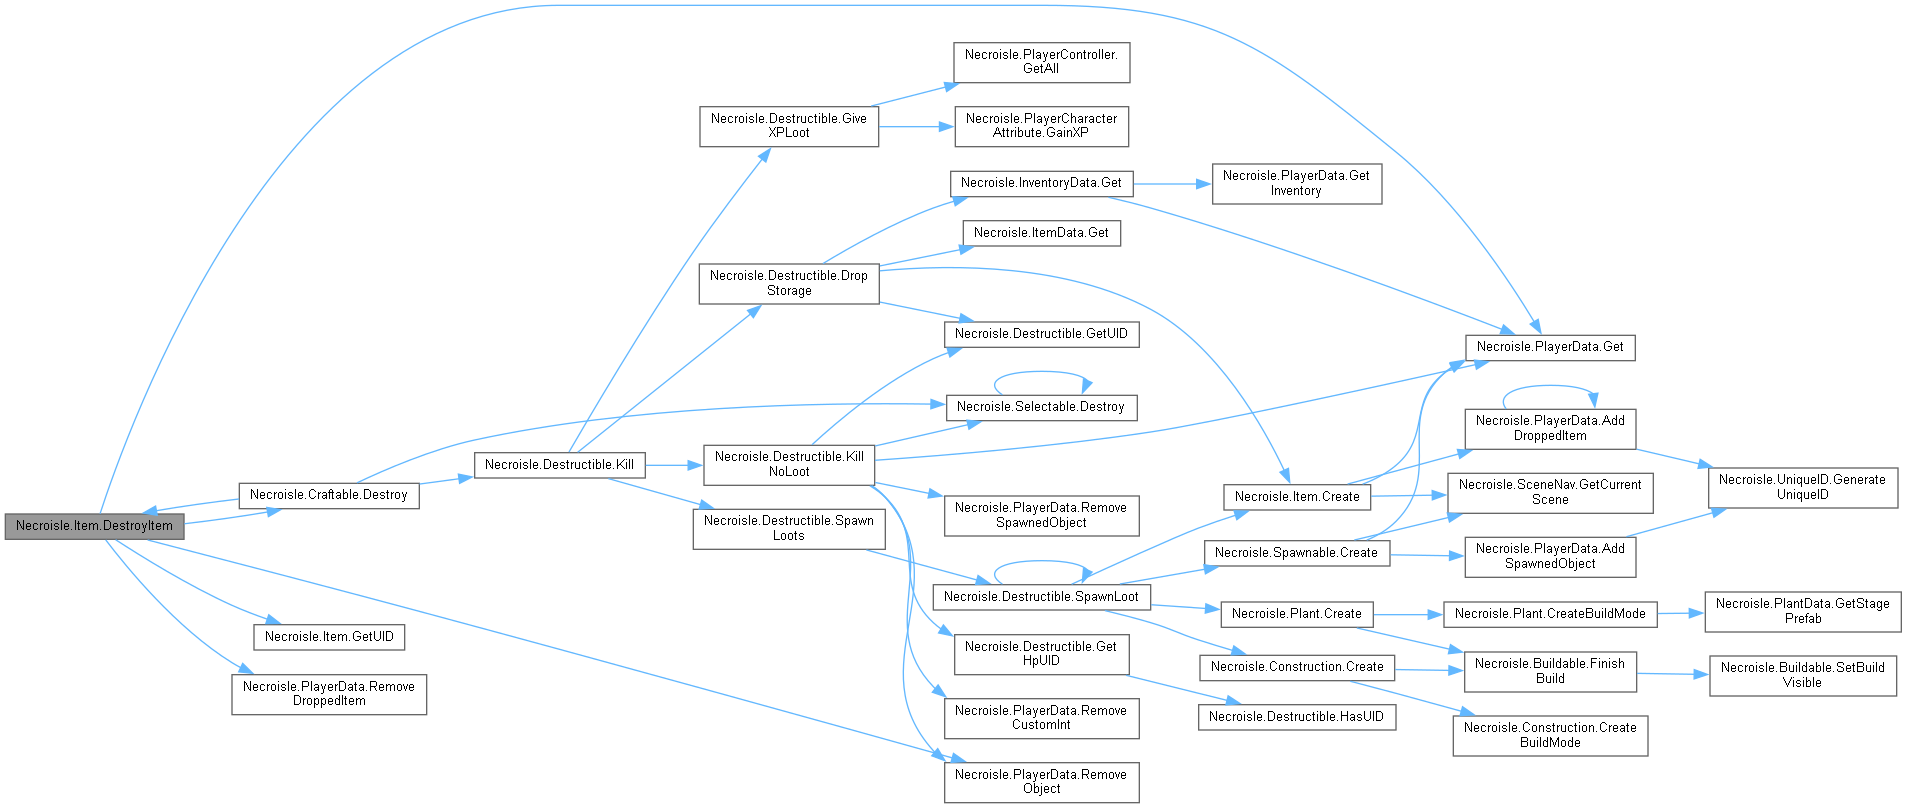 Necroisle.Item.DestroyItem
Necroisle.Craftable.Destroy
Necroisle.Item.GetUID
Necroisle.PlayerData.Remove
DroppedItem
Necroisle.Destructible.Kill
Necroisle.Destructible.Give
XPLoot
Necroisle.Destructible.Drop
Storage
Necroisle.Destructible.Kill
NoLoot
Necroisle.Destructible.Spawn
Loots
Necroisle.PlayerController.
GetAll
Necroisle.PlayerCharacter
Attribute.GainXP
Necroisle.InventoryData.Get
Necroisle.ItemData.Get
Necroisle.Destructible.GetUID
Necroisle.Selectable.Destroy
Necroisle.PlayerData.Remove
SpawnedObject
Necroisle.Destructible.SpawnLoot
Necroisle.Destructible.Get
HpUID
Necroisle.PlayerData.Remove
CustomInt
Necroisle.PlayerData.Remove
Object
Necroisle.PlayerData.Get
Inventory
Necroisle.Item.Create
Necroisle.Spawnable.Create
Necroisle.Plant.Create
Necroisle.Construction.Create
Necroisle.Destructible.HasUID
Necroisle.PlayerData.Get
Necroisle.PlayerData.Add
DroppedItem
Necroisle.SceneNav.GetCurrent
Scene
Necroisle.PlayerData.Add
SpawnedObject
Necroisle.Plant.CreateBuildMode
Necroisle.Buildable.Finish
Build
Necroisle.Construction.Create
BuildMode
Necroisle.UniqueID.Generate
UniqueID
Necroisle.PlantData.GetStage
Prefab
Necroisle.Buildable.SetBuild
Visible